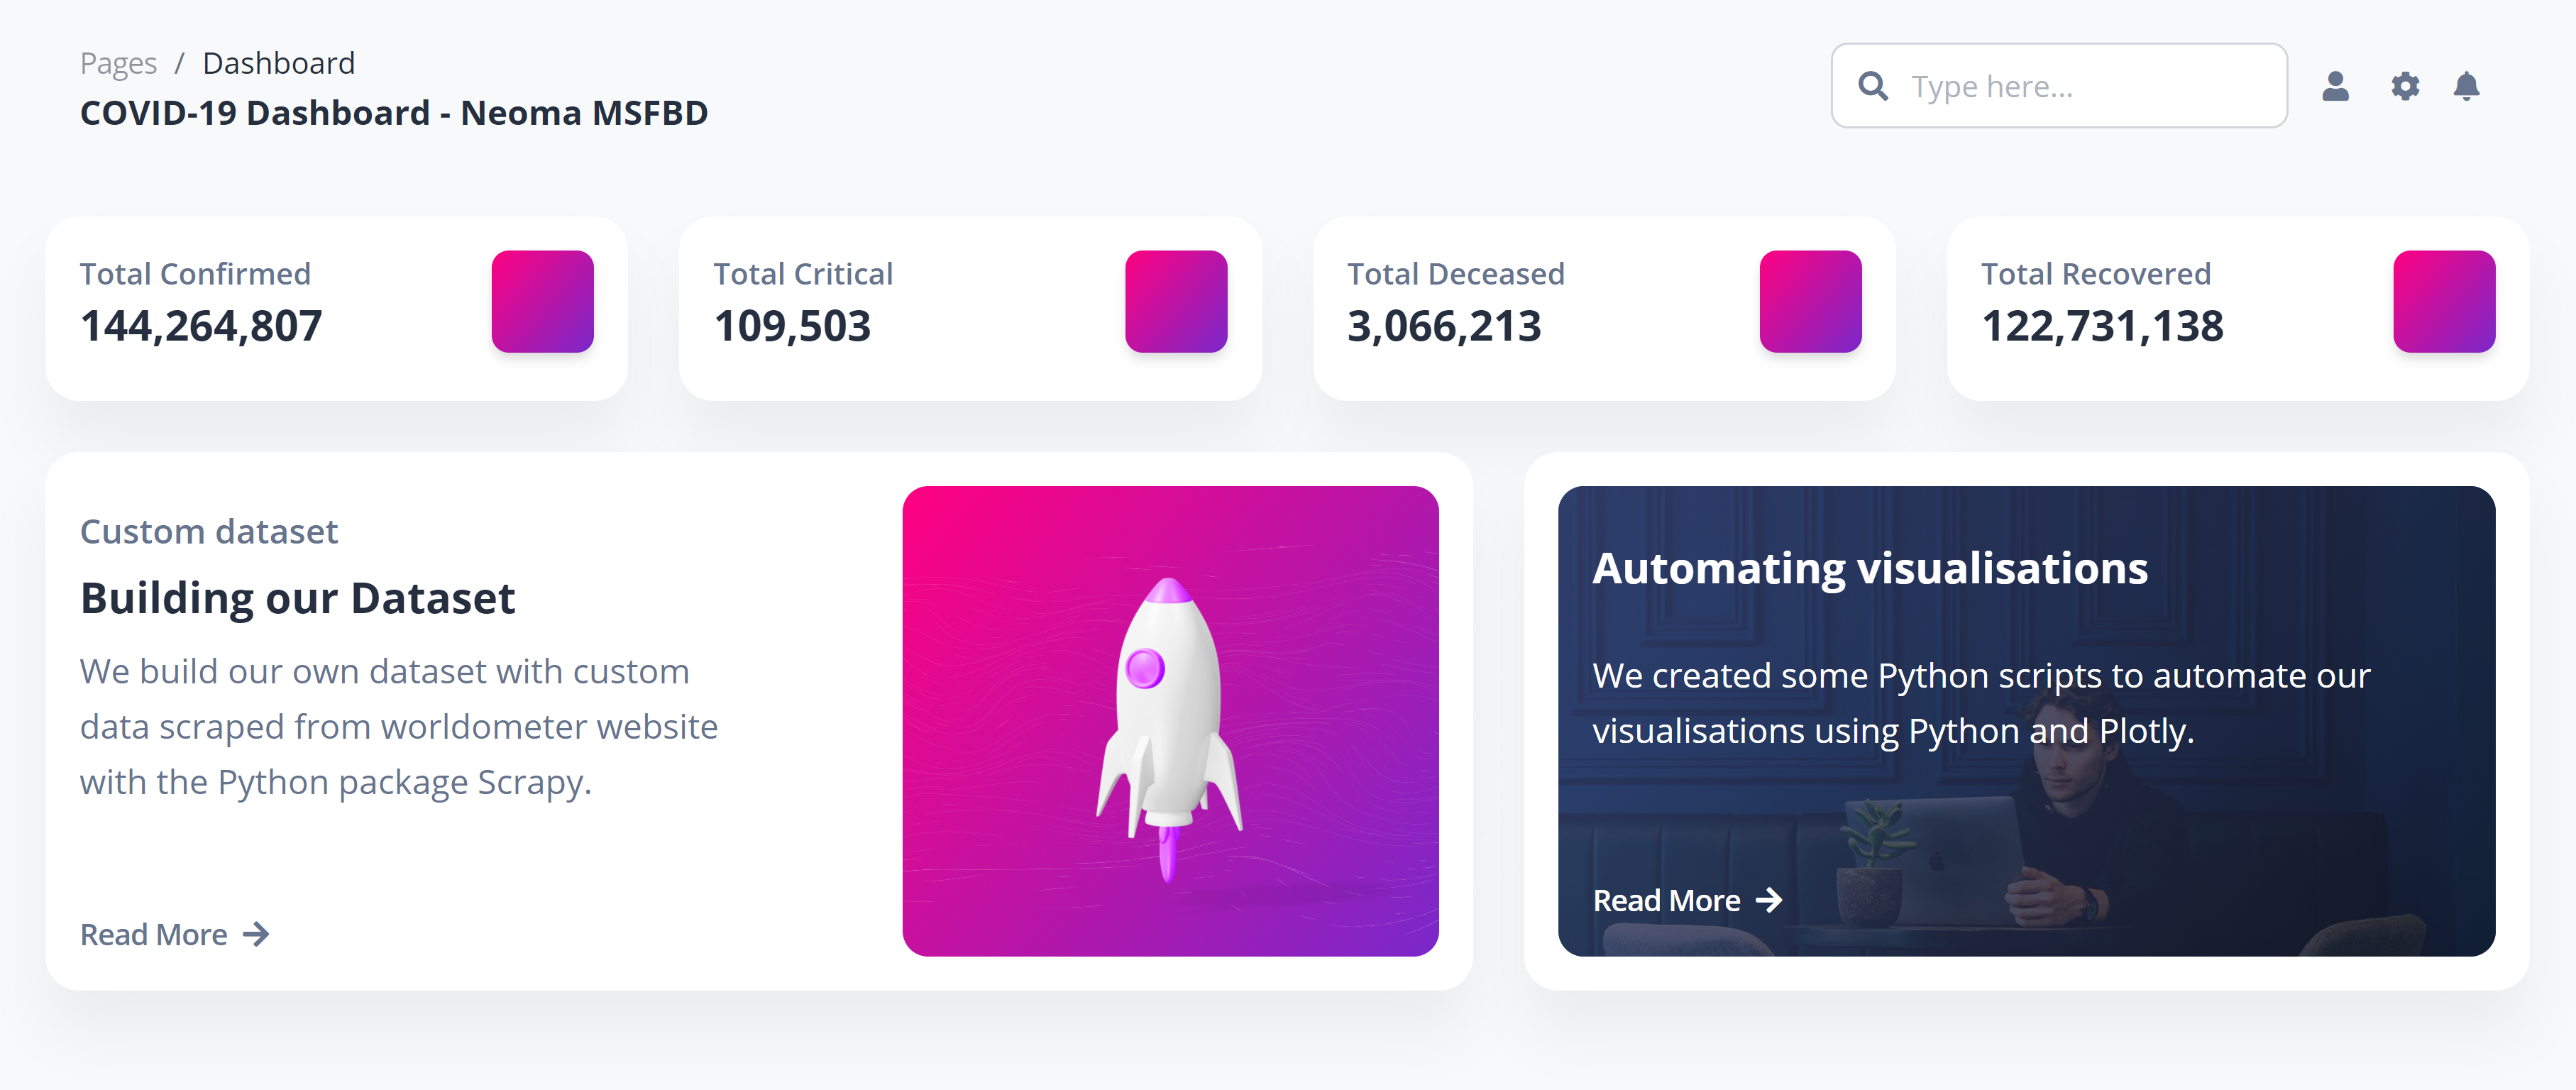 Pages / Dashboard
COVID-19 Dashboard - Neoma MSFBD
Type here...
Total Confirmed
144,264,807
Total Critical
109,503
Total Deceased
3,066,213
Total Recovered
122,731,138
Custom dataset
Building our Dataset
We build our own dataset with custom
data scraped from worldometer website
with the Python package Scrapy.
Read More
Automating visualisations
We created some Python scripts to automate our
visualisations using Python and Plotly.
Read More